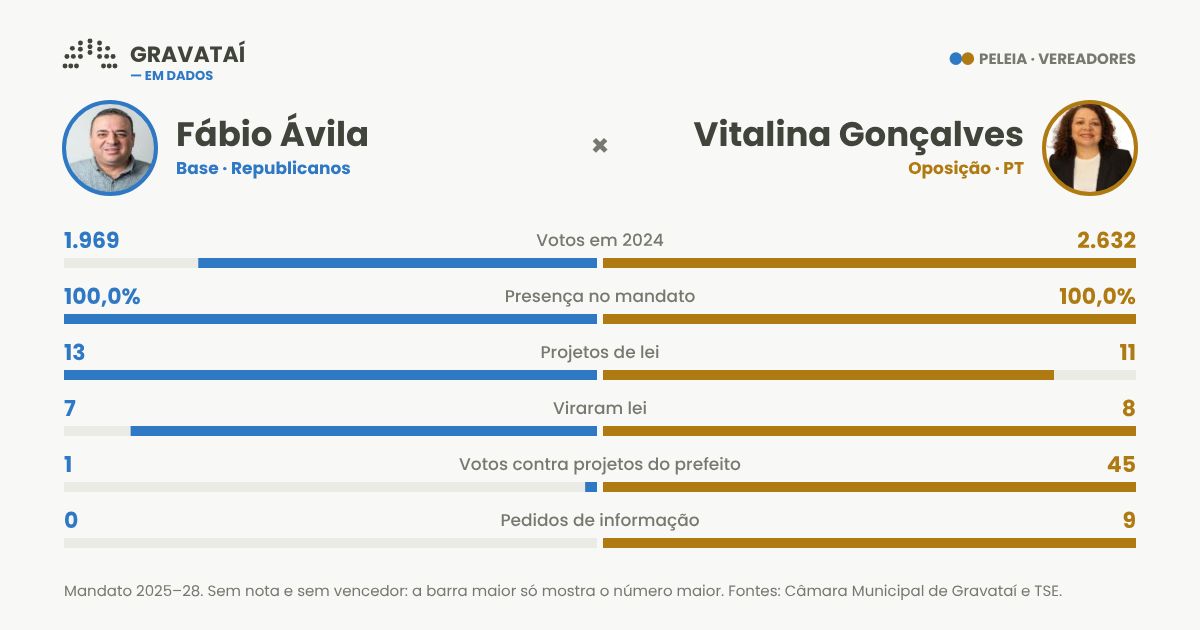 GRAVATAÍ
— EM DADOS
PELEIA · VEREADORES
Fábio Ávila
Base · Republicanos
×
Vitalina Gonçalves
Oposição · PT
1.969 Votos em 2024 2.632
100,0% Presença no mandato 100,0%
13 Projetos de lei 11
7 Viraram lei 8
1 Votos contra projetos do prefeito 45
0 Pedidos de informação 9
Mandato 2025–28. Sem nota e sem vencedor: a barra maior só mostra o número maior. Fontes: Câmara Municipal de Gravataí e TSE.